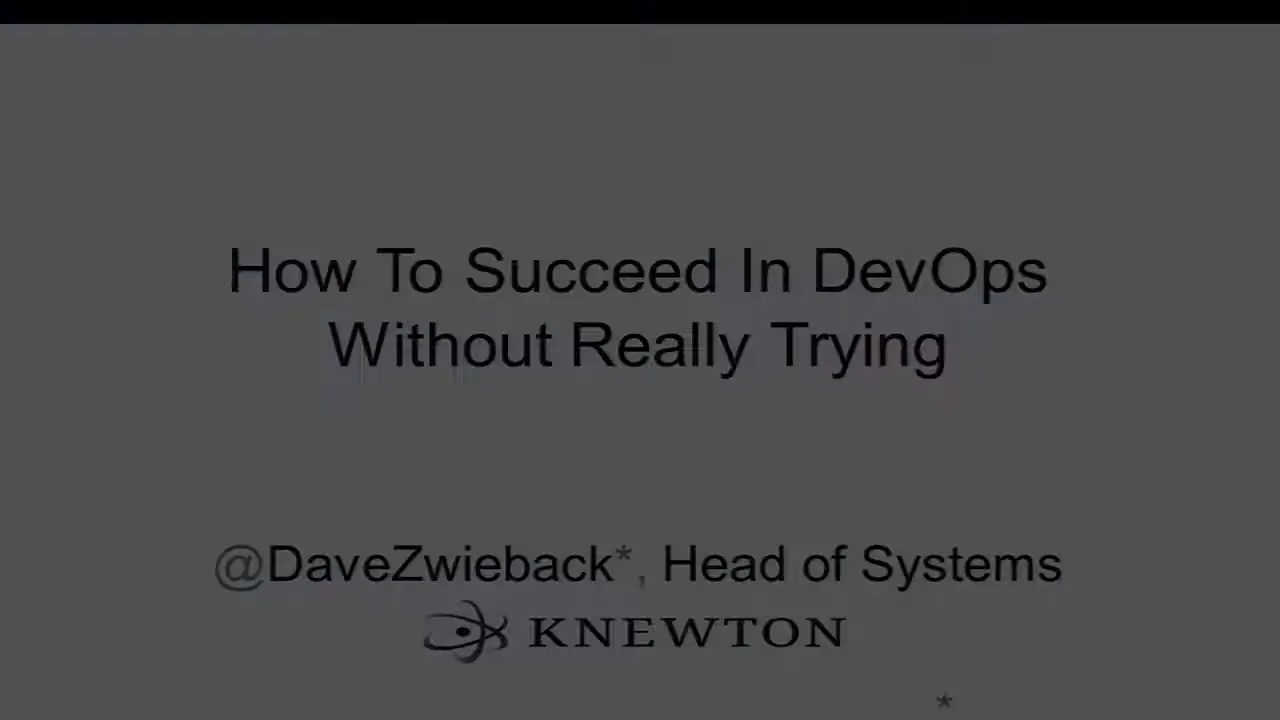 How To Succeed In DevOps
Without Really Trying
@DaveZwieback*, Head of Systems
KNEWTON
*